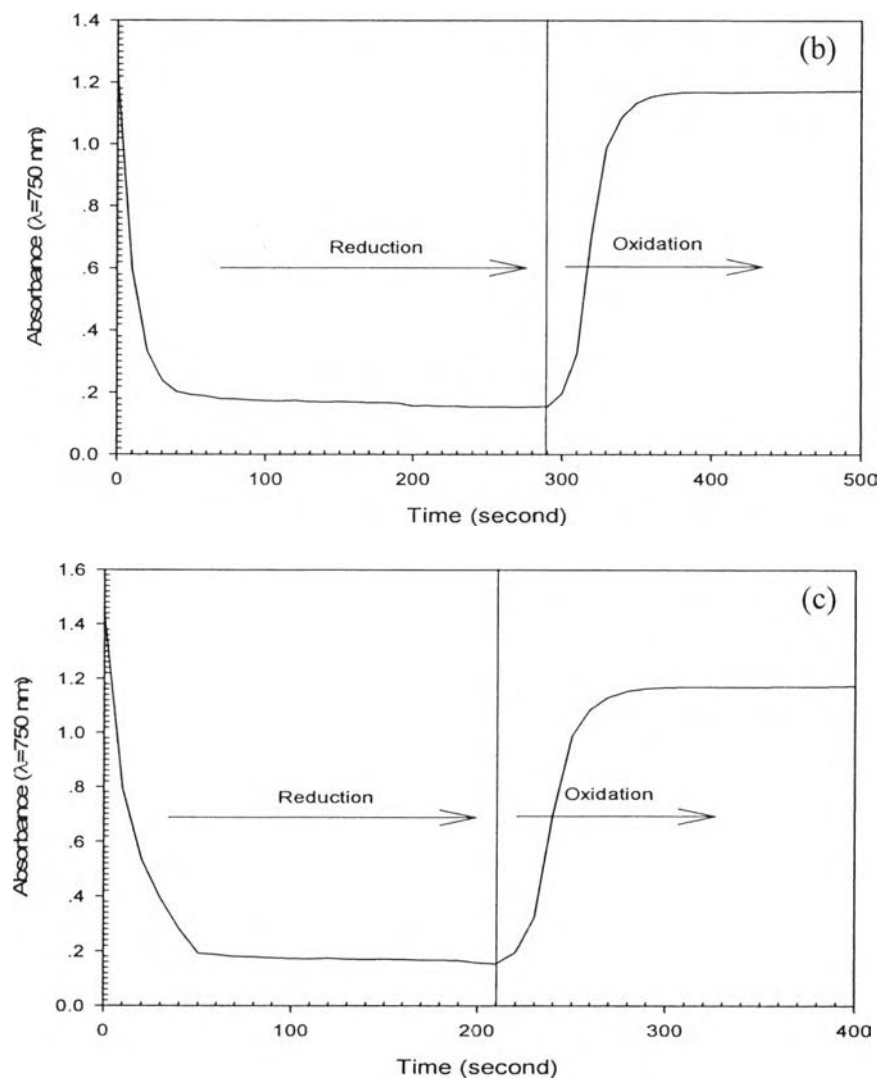 (b)
Absorbance (λ=750 nm)
1.4
1.2
1.0
.8
.6
.4
.2
0.0
Reduction
Oxidation
0 100 200 300 400 500
Time (second)
(c)
Absorbance (λ=750 nm)
1.6
1.4
1.2
1.0
.8
.6
.4
.2
0.0
Reduction
Oxidation
0 100 200 300 400
Time (second)